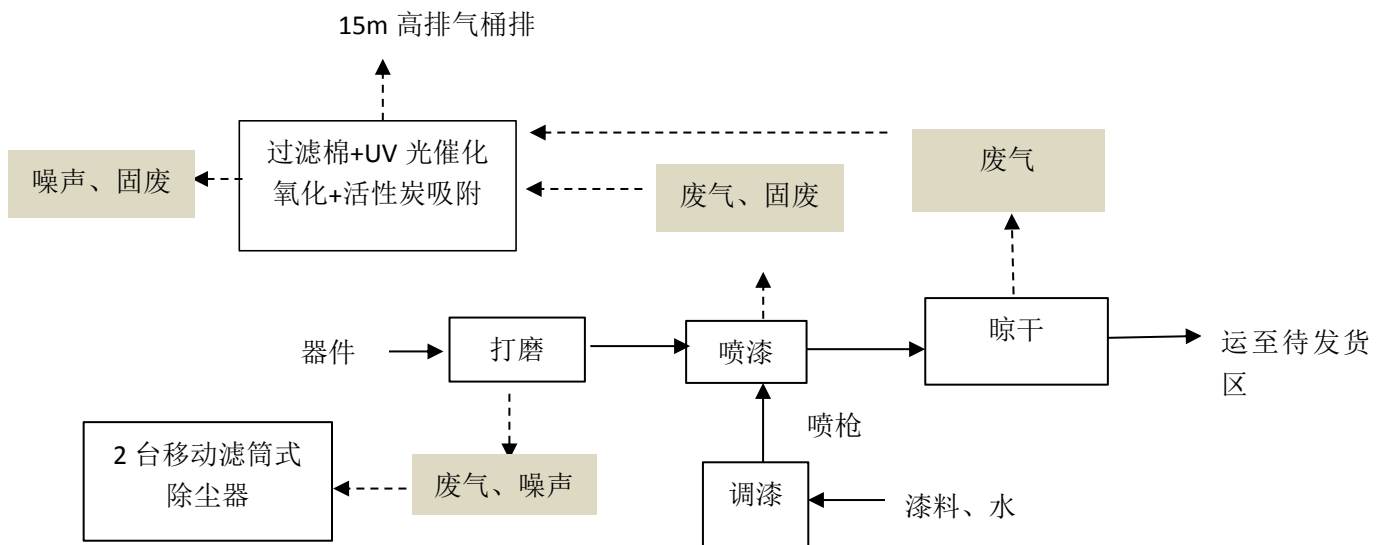 15m 高排气桶排
过滤棉+UV 光催化
氧化+活性炭吸附
废气
噪声、固废
废气、固废
器件
打磨
喷漆
晾干
运至待发货
区
喷枪
2 台移动滤筒式
除尘器
废气、噪声
调漆
漆料、水